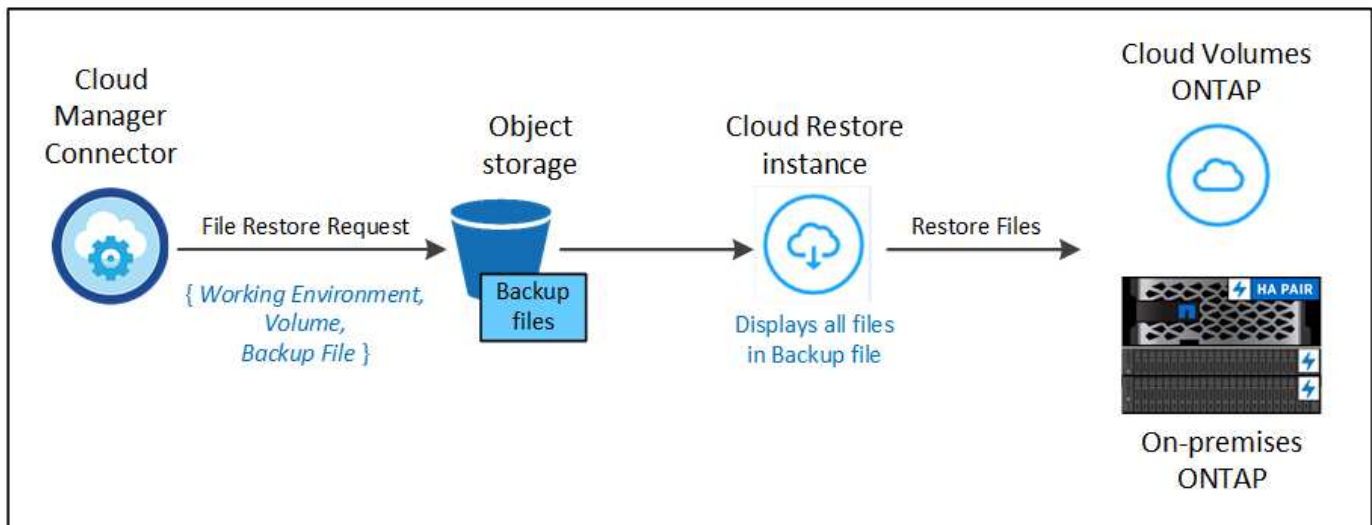 Cloud
Manager
Connector
File Restore Request
{ Working Environment,
Volume,
Backup File }
Object
storage
Backup
files
Cloud Restore
instance
Displays all files
in Backup file
Restore Files
Cloud Volumes
ONTAP
HA PAIR
On-premises
ONTAP